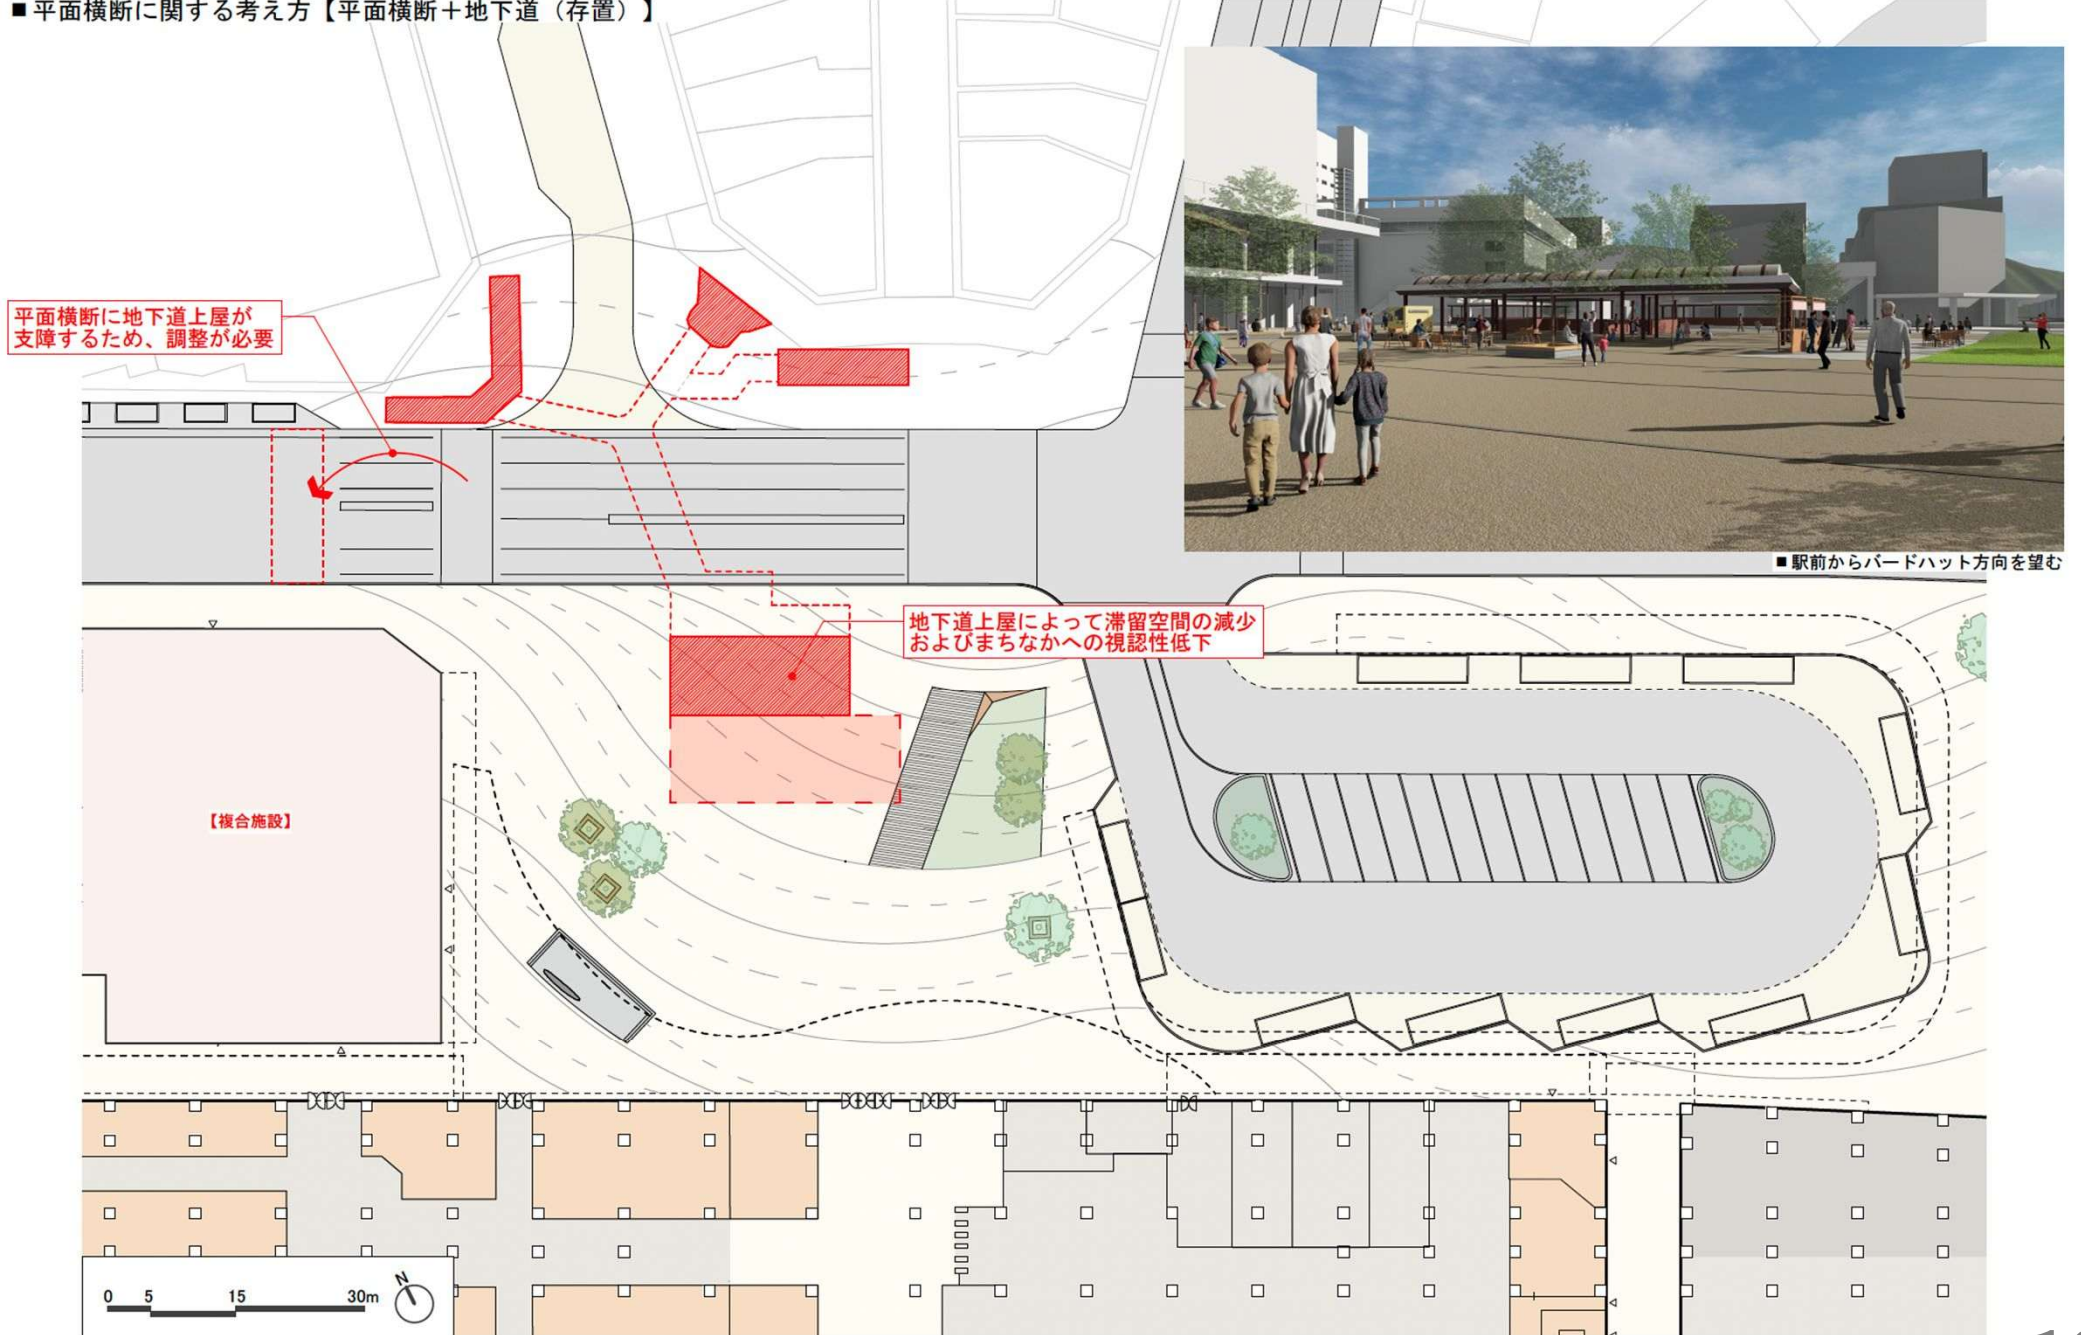 ■平面横断に関する考え方【平面横断＋地下道（存置）】
平面横断に地下道上屋が
支障するため、調整が必要
■駅前からバードハット方向を望む
地下道上屋によって滞留空間の減少
およびまちなかへの視認性低下
【複合施設】
0 5 15 30m
N